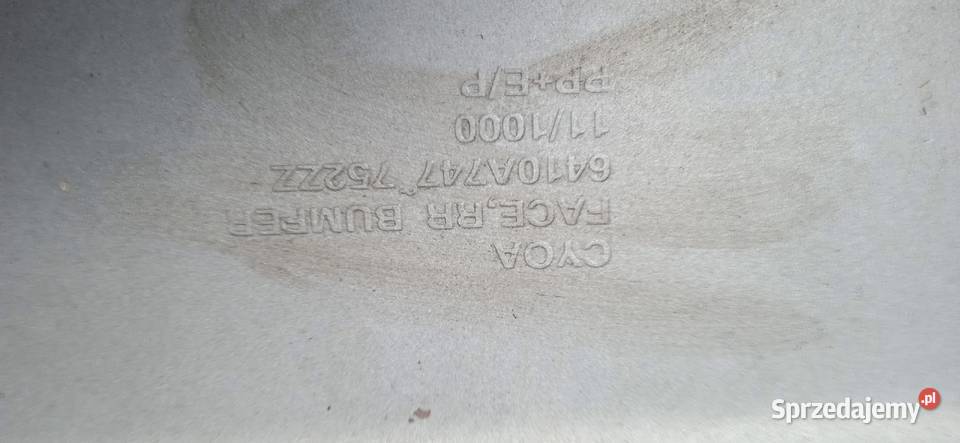 CYOA
FACE,RR BUMPER
6410A747 752ZZ
11/1000
PP+E/P
Sprzedajemy.pl